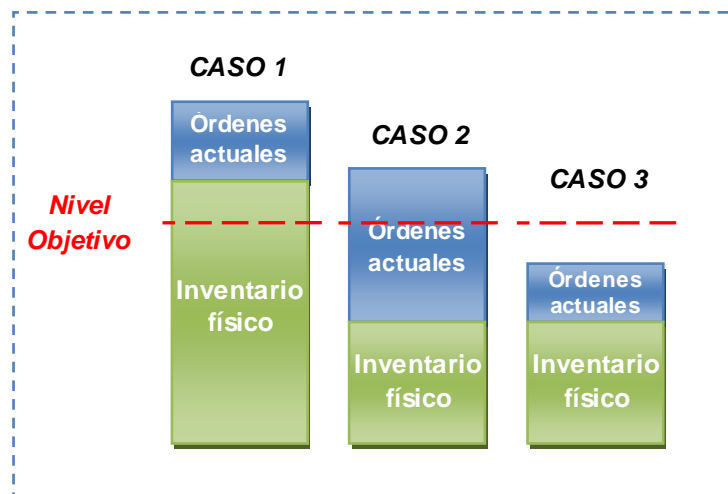 CASO 1
Órdenes
actuales
Inventario
físico
CASO 2
Órdenes
actuales
Inventario
físico
CASO 3
Órdenes
actuales
Inventario
físico
Nivel
Objetivo